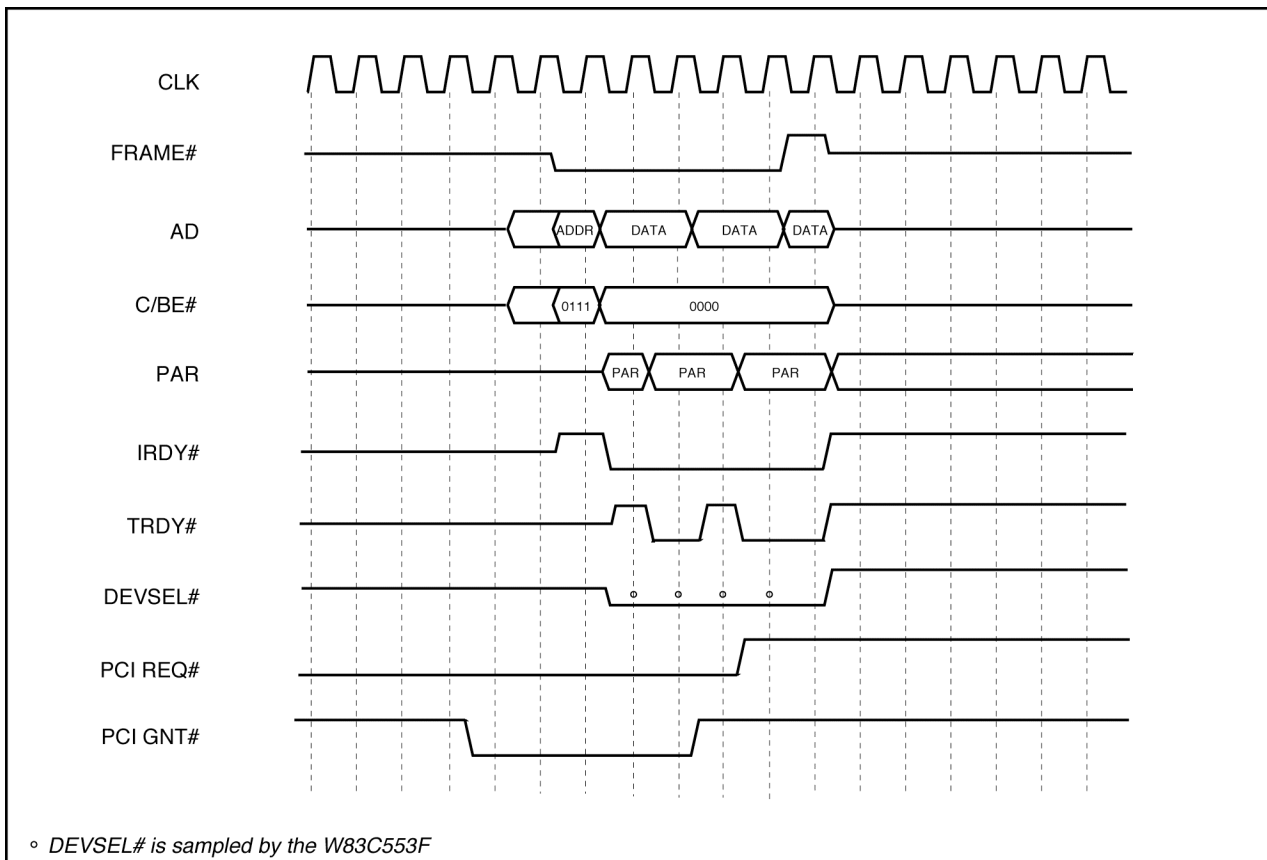 CLK
FRAME#
AD
ADDR DATA DATA DATA
C/BE#
0111 0000
PAR
PAR PAR PAR
IRDY#
TRDY#
DEVSEL#
PCI REQ#
PCI GNT#
DEVSEL# is sampled by the W83C553F